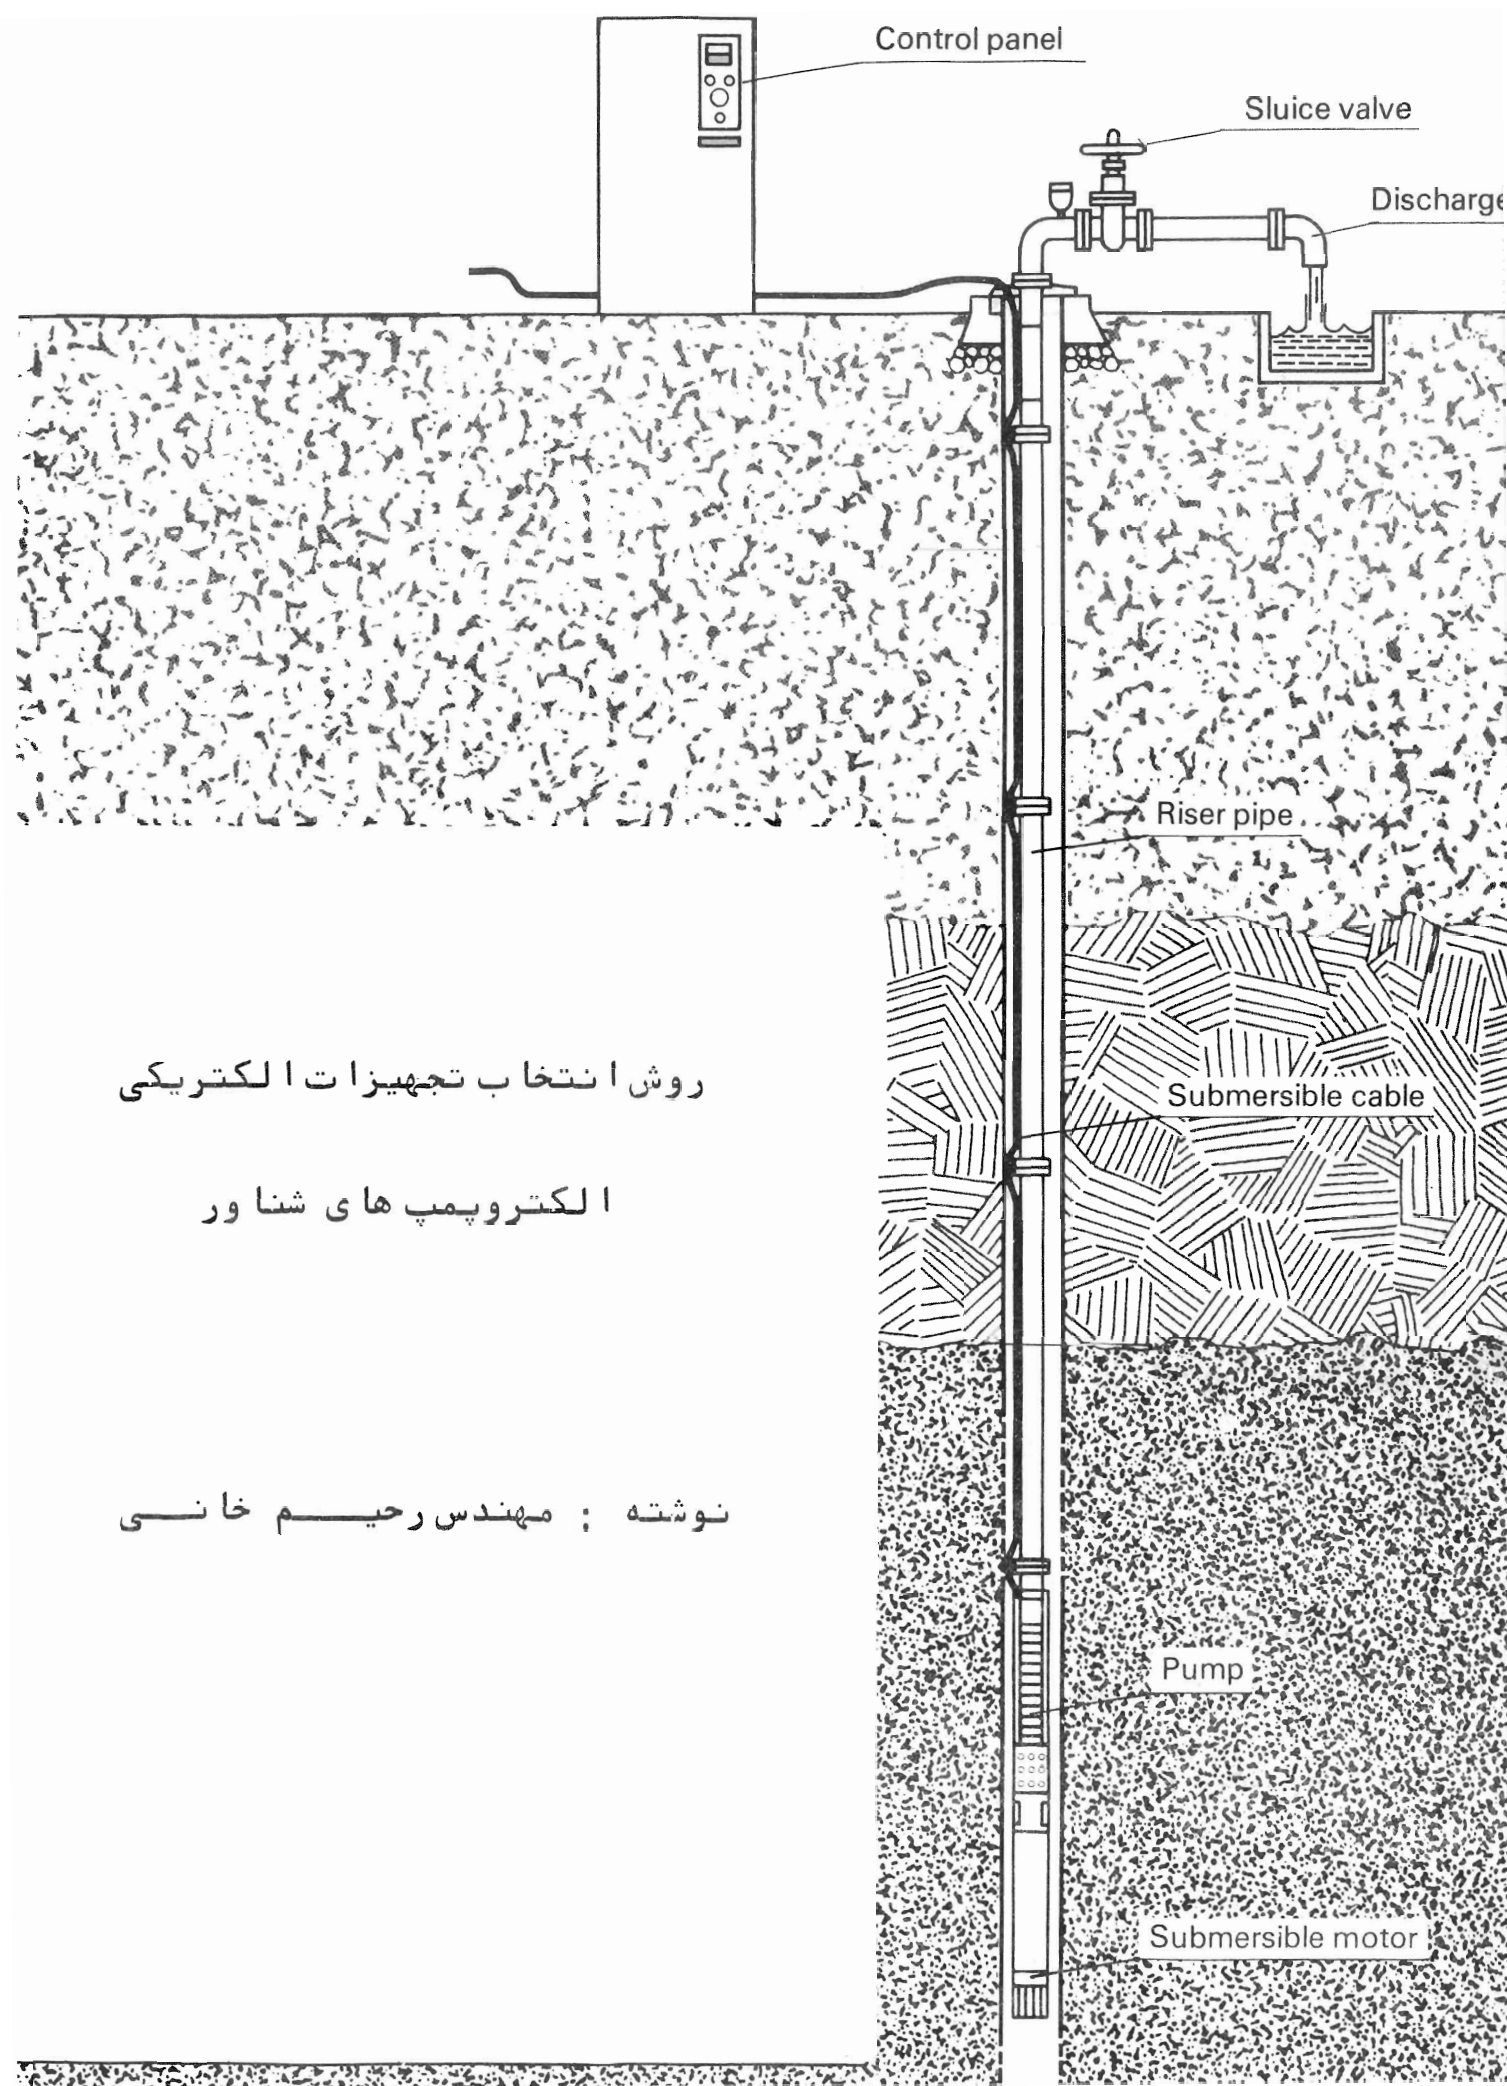 Control panel
Sluice valve
Discharge
Riser pipe
روش انتخاب تجهیزات الکتریکی
Submersible cable
الکتروپمپ های شناور
نوشته : مهندس رحیم خانی
Pump
Submersible motor